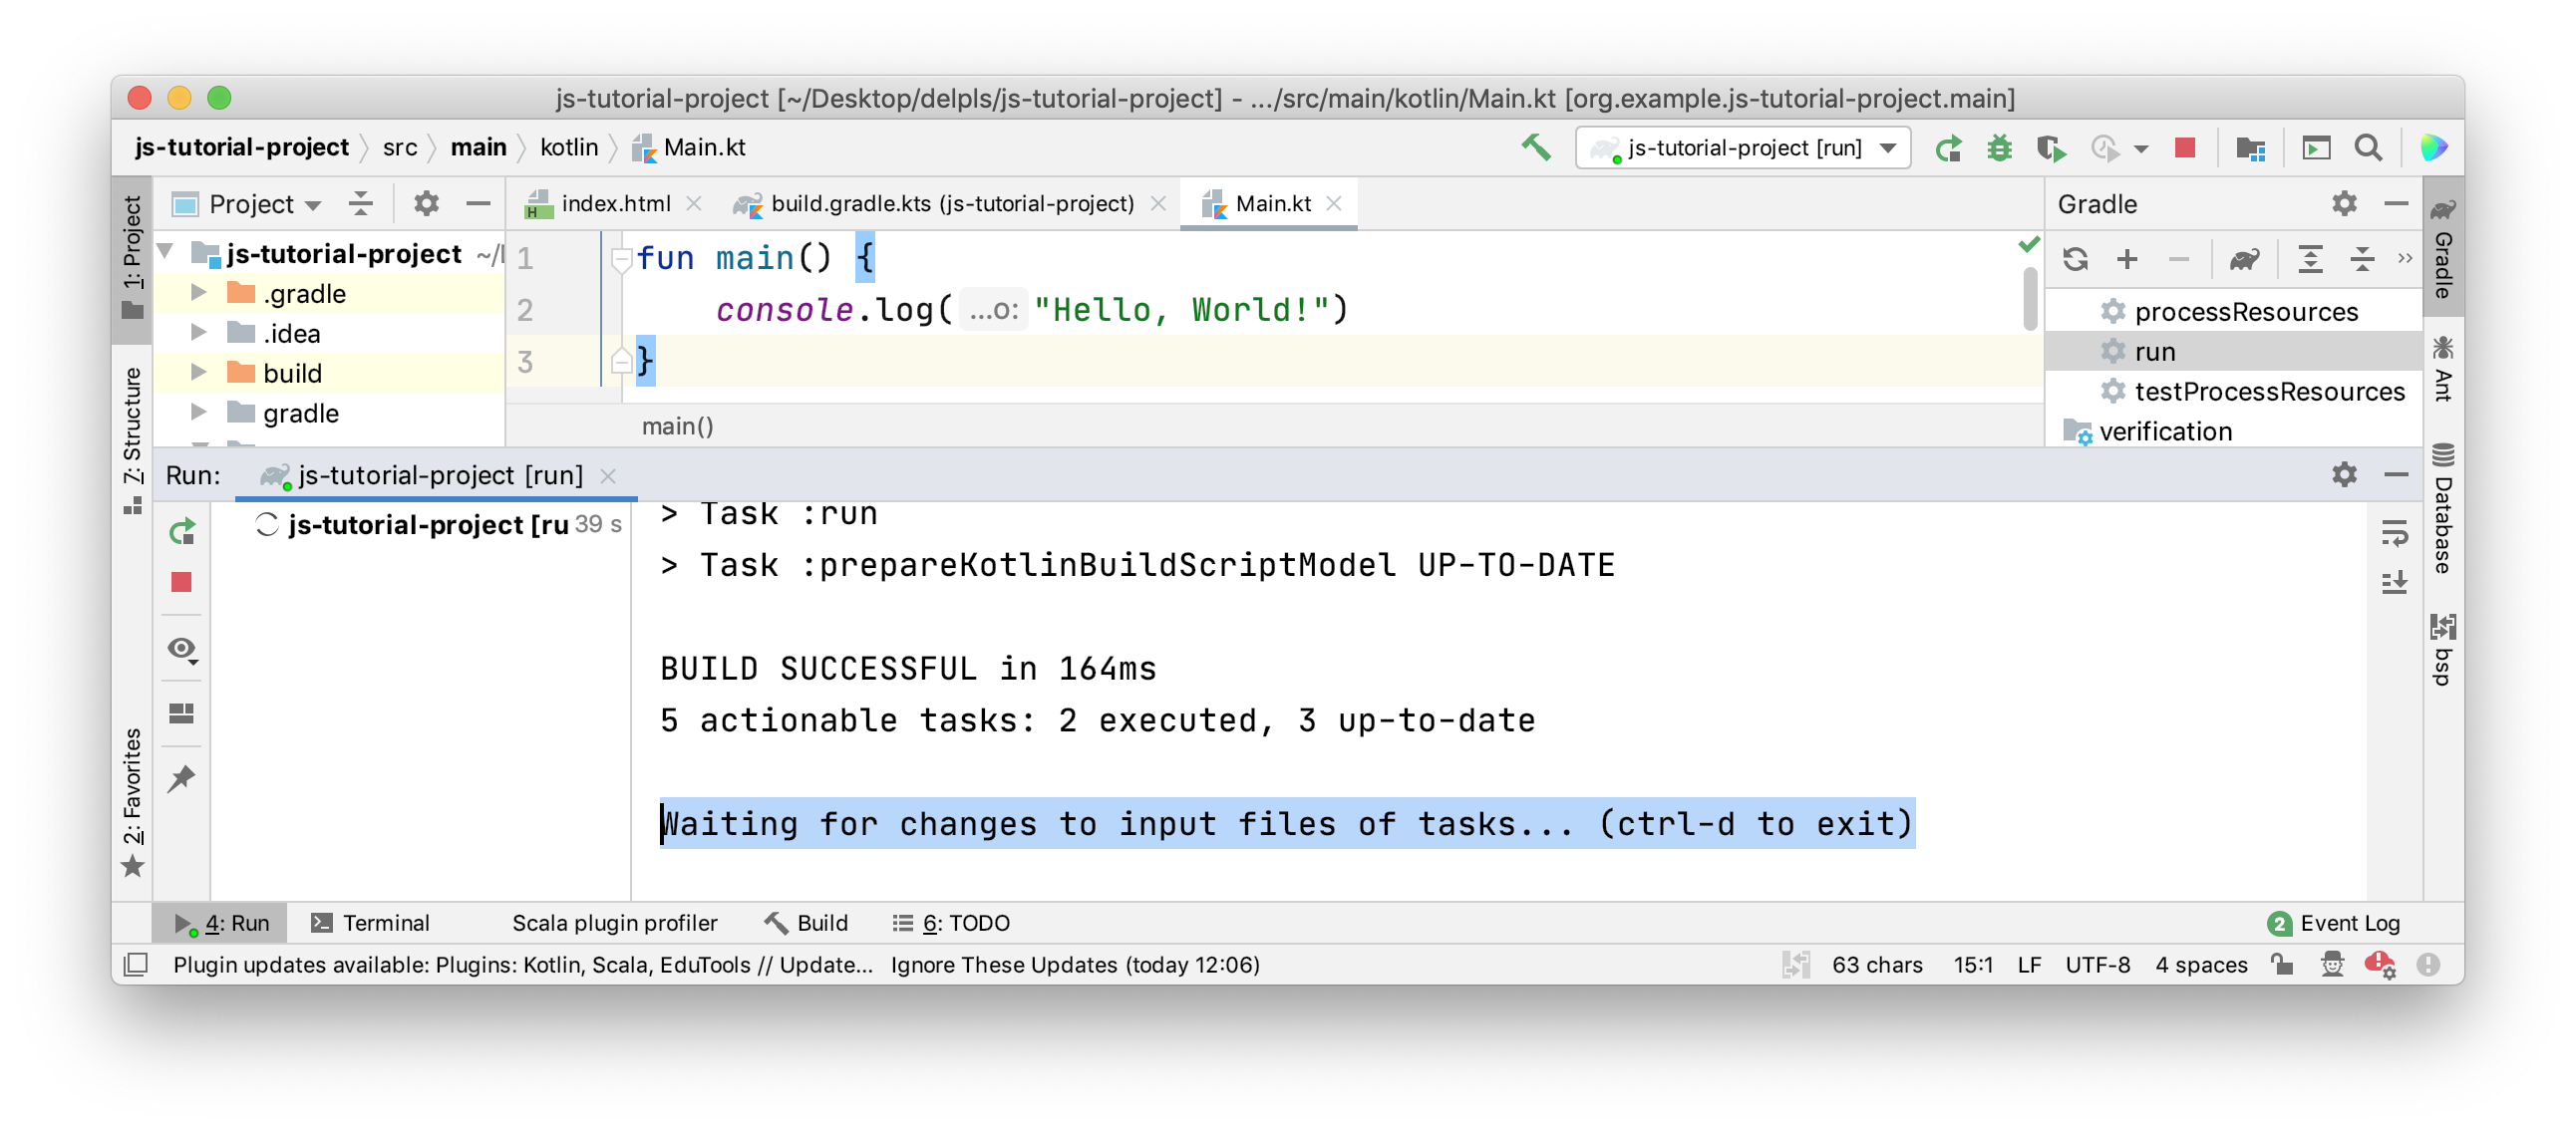 js-tutorial-project [~/Desktop/delpls/js-tutorial-project] - .../src/main/kotlin/Main.kt [org.example.js-tutorial-project.main]
js-tutorial-project src main kotlin Main.kt
js-tutorial-project [run]
1: Project
7: Structure
2: Favorites
Project
js-tutorial-project ~/
.gradle
.idea
build
gradle
index.html
build.gradle.kts (js-tutorial-project)
Main.kt
1 fun main() {
2 console.log( ...o: "Hello, World!")
3 }
main()
Gradle
processResources
run
testProcessResources
verification
Gradle
Ant
Database
bsp
Run: js-tutorial-project [run]
js-tutorial-project [ru 39 s
> Task :run
> Task :prepareKotlinBuildScriptModel UP-TO-DATE
BUILD SUCCESSFUL in 164ms
5 actionable tasks: 2 executed, 3 up-to-date
Waiting for changes to input files of tasks... (ctrl-d to exit)
4: Run Terminal Scala plugin profiler Build 6: TODO 2 Event Log
Plugin updates available: Plugins: Kotlin, Scala, EduTools // Update... Ignore These Updates (today 12:06) 63 chars 15:1 LF UTF-8 4 spaces